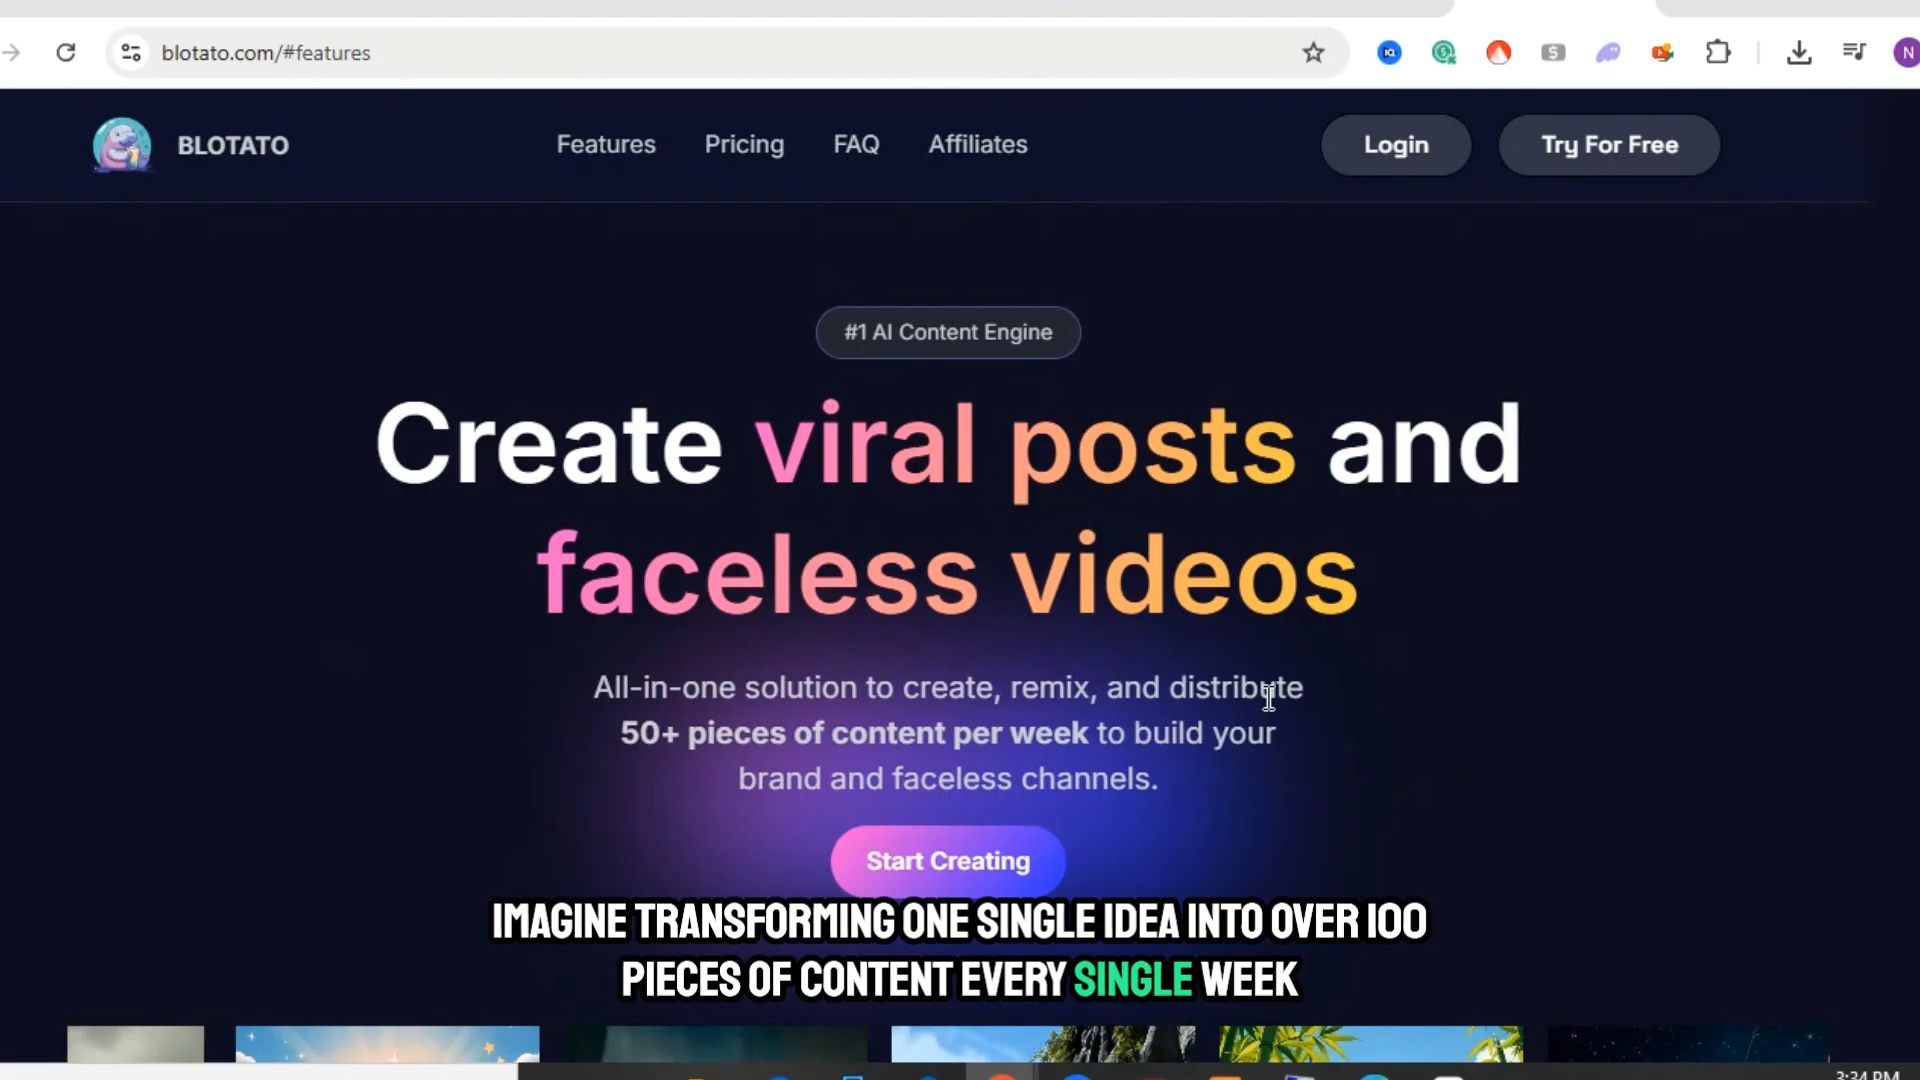 blotato.com/#features
N
BLOTATO
Features
Pricing
FAQ
Affiliates
Login
Try For Free
#1 AI Content Engine
Create viral posts and
faceless videos
All-in-one solution to create, remix, and distribute
50+ pieces of content per week to build your
brand and faceless channels.
Start Creating
IMAGINE TRANSFORMING ONE SINGLE IDEA INTO OVER 100
PIECES OF CONTENT EVERY SINGLE WEEK
3:34 PM